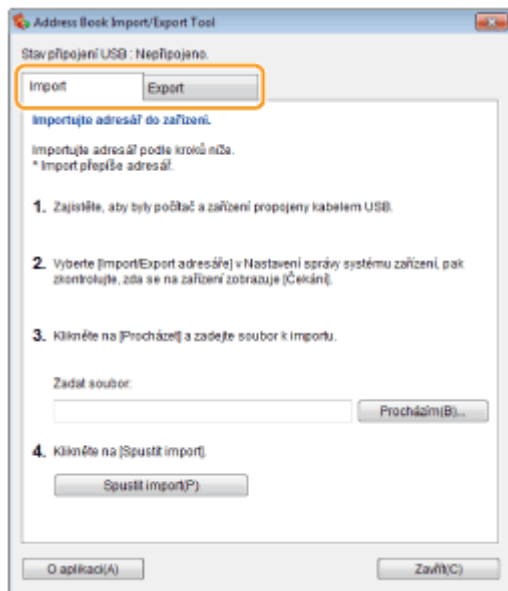 Address Book Import/Export Tool
Stav připojení USB : Nepřipojeno.
Import Export
Importujte adresář do zařízení.
Importujte adresář podle kroků níže.
* Import přepíše adresář.
1. Zajistěte, aby byly počítač a zařízení propojeny kabelem USB.
2. Vyberte [Import/Export adresáře] v Nastavení správy systému zařízení, pak
zkontrolujte, zda se na zařízení zobrazuje [Čekání].
3. Klikněte na [Procházet] a zadejte soubor k importu.
Zadat soubor:
Procházím(B)...
4. Klikněte na [Spustit import].
Spustit import(P)
O aplikaci(A) Zavřít(C)